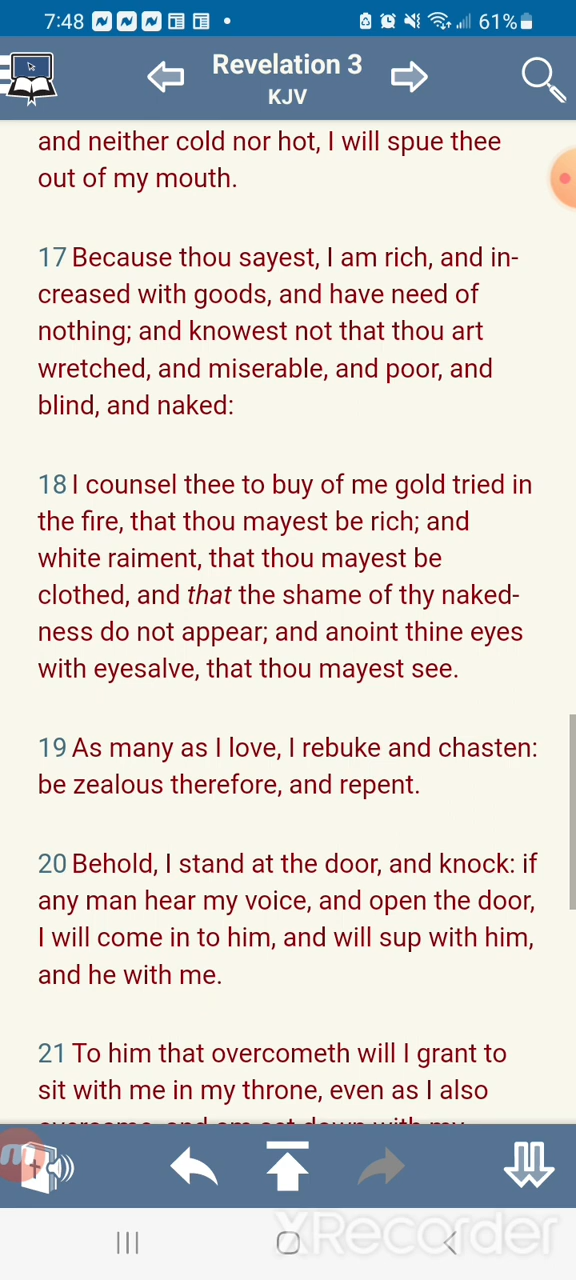 7:48
61%
Revelation 3
KJV
and neither cold nor hot, I will spue thee
out of my mouth.
17 Because thou sayest, I am rich, and in-
creased with goods, and have need of
nothing; and knowest not that thou art
wretched, and miserable, and poor, and
blind, and naked:
18 I counsel thee to buy of me gold tried in
the fire, that thou mayest be rich; and
white raiment, that thou mayest be
clothed, and that the shame of thy naked-
ness do not appear; and anoint thine eyes
with eyesalve, that thou mayest see.
19 As many as I love, I rebuke and chasten:
be zealous therefore, and repent.
20 Behold, I stand at the door, and knock: if
any man hear my voice, and open the door,
I will come in to him, and will sup with him,
and he with me.
21 To him that overcometh will I grant to
sit with me in my throne, even as I also
overcame, and am set down with my
XRecorder